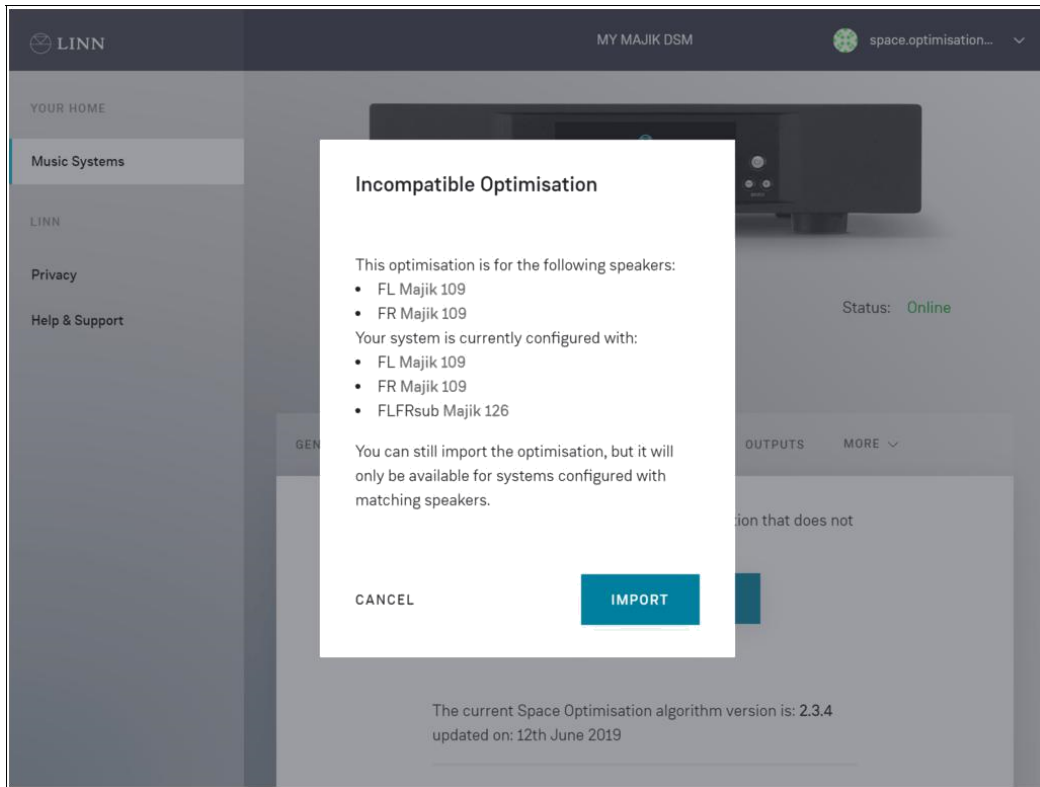 LINN
MY MAJIK DSM
space.optimisation...
YOUR HOME
Music Systems
LINN
Privacy
Help & Support
Status: Online
Incompatible Optimisation
This optimisation is for the following speakers:
• FL Majik 109
• FR Majik 109
Your system is currently configured with:
• FL Majik 109
• FR Majik 109
• FLFRsub Majik 126
You can still import the optimisation, but it will
only be available for systems configured with
matching speakers.
CANCEL
IMPORT
GEN
OUTPUTS
MORE
tion that does not
The current Space Optimisation algorithm version is: 2.3.4
updated on: 12th June 2019